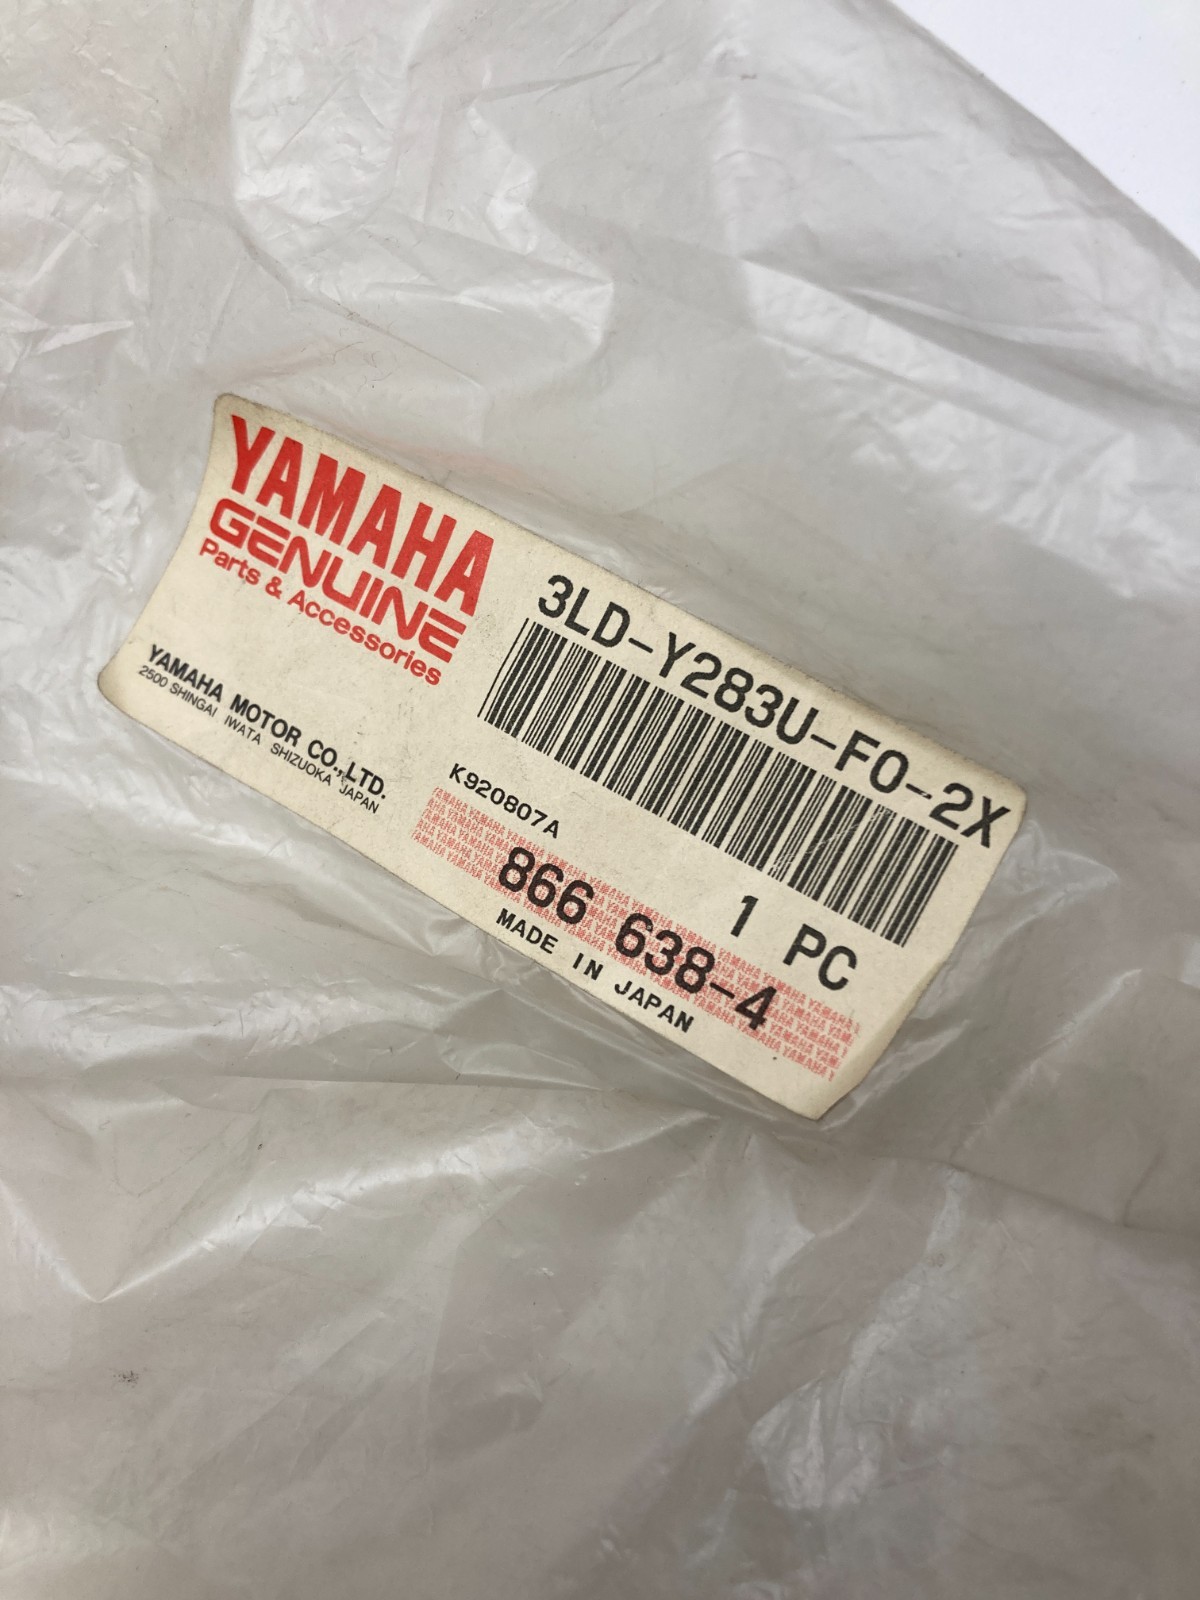 YAMAHA
GENUINE
Parts & Accessories
YAMAHA MOTOR CO.,LTD.
2500 SHINGAI IWATA SHIZUOKA JAPAN
3LD-Y283U-F0-2X
K920807A
1 PC
866 638-4
MADE IN JAPAN